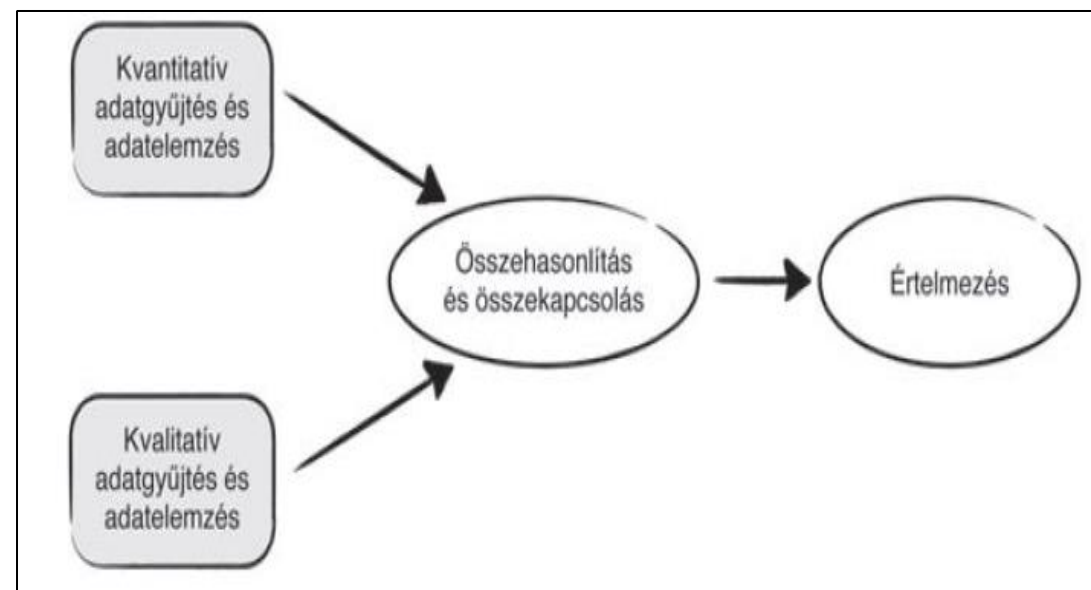 Kvantitatív
adatgyűjtés és
adatelemzés
Összehasonlítás
és összekapcsolás
Értelmezés
Kvalitatív
adatgyűjtés és
adatelemzés